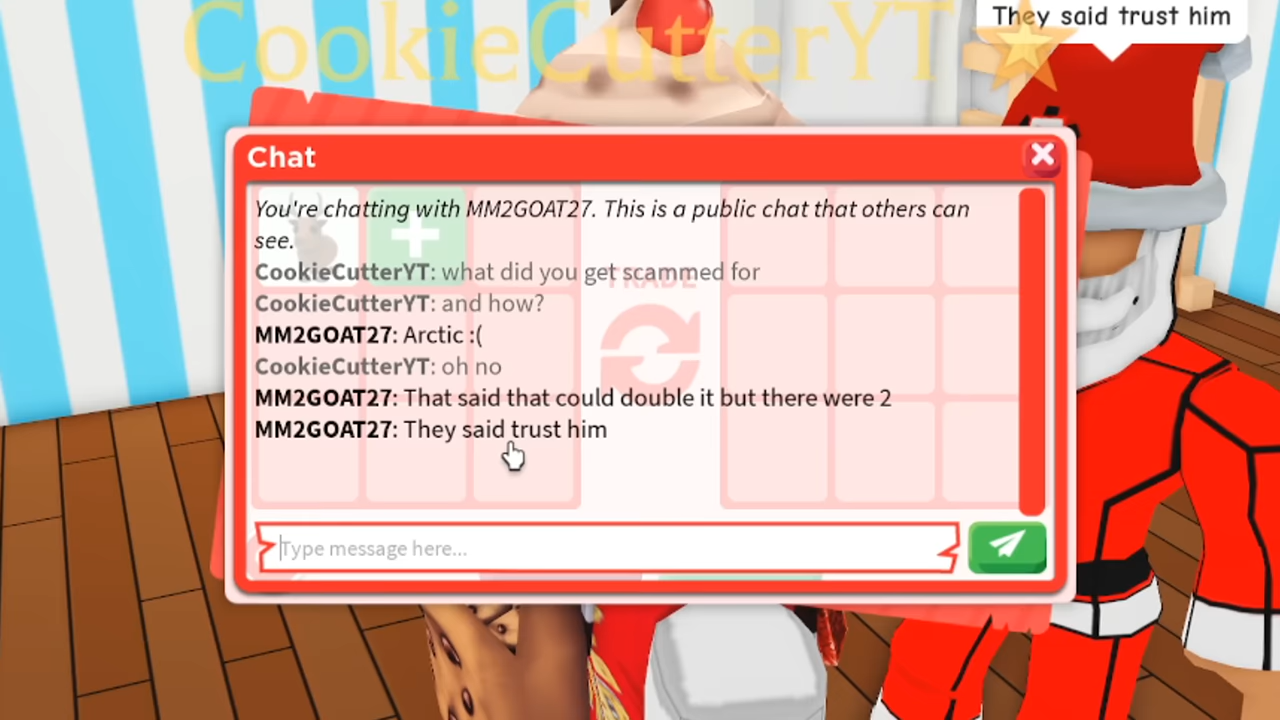 CookieCutterYT
They said trust him
Chat
You're chatting with MM2GOAT27. This is a public chat that others can
see.
CookieCutterYT: what did you get scammed for
TRADE
CookieCutterYT: and how?
MM2GOAT27: Arctic :(
CookieCutterYT: oh no
MM2GOAT27: That said that could double it but there were 2
MM2GOAT27: They said trust him
Type message here...